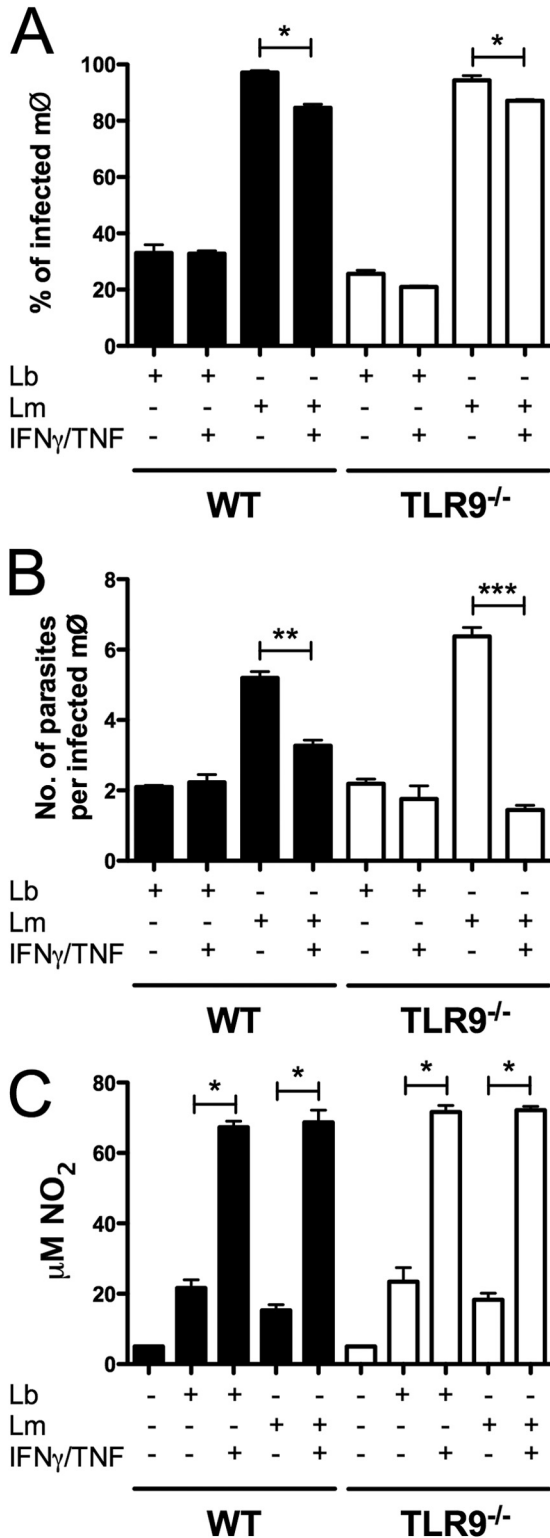 A
* *
% of infected mØ
100
80
60
40
20
0
Lb + + - - + + - -
Lm - - + + - - + +
IFNγ/TNF - + - + - + - +
WT TLR9-/-
B
** ***
No. of parasites
per infected mØ
8
6
4
2
0
Lb + + - - + + - -
Lm - - + + - - + +
IFNγ/TNF - + - + - + - +
WT TLR9-/-
C
* * * *
μM NO2
80
60
40
20
0
Lb - + + - - - + + - -
Lm - - - + + - - - + +
IFNγ/TNF - - + - + - - + - +
WT TLR9-/-